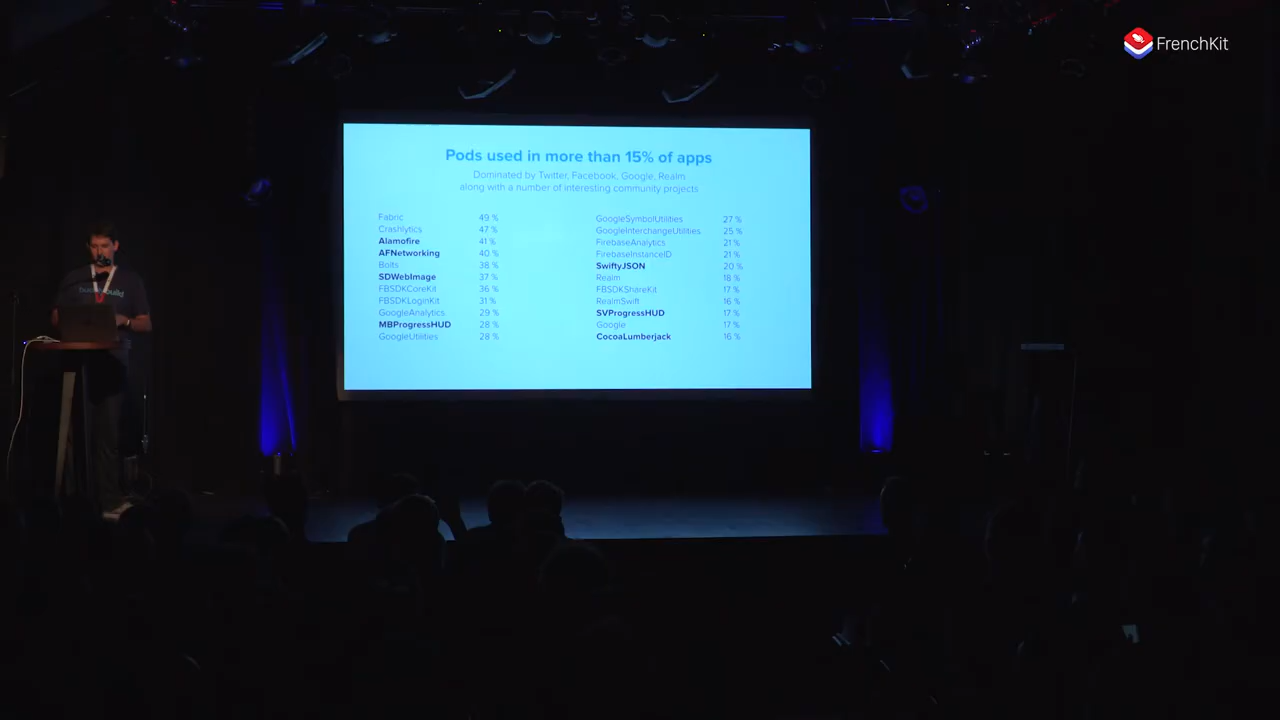 FrenchKit
Pods used in more than 15% of apps
Dominated by Twitter, Facebook, Google, Realm
along with a number of interesting community projects
Fabric 49 %
Crashlytics 47 %
Alamofire 41 %
AFNetworking 40 %
Bolts 38 %
SDWebImage 37 %
FBSDKCoreKit 36 %
FBSDKLoginKit 31 %
GoogleAnalytics 29 %
MBProgressHUD 28 %
GoogleUtilities 28 %
GoogleSymbolUtilities 27 %
GoogleInterchangeUtilities 25 %
FirebaseAnalytics 21 %
FirebaseInstanceID 21 %
SwiftyJSON 20 %
Realm 18 %
FBSDKShareKit 17 %
RealmSwift 16 %
SVProgressHUD 17 %
Google 17 %
CocoaLumberjack 16 %